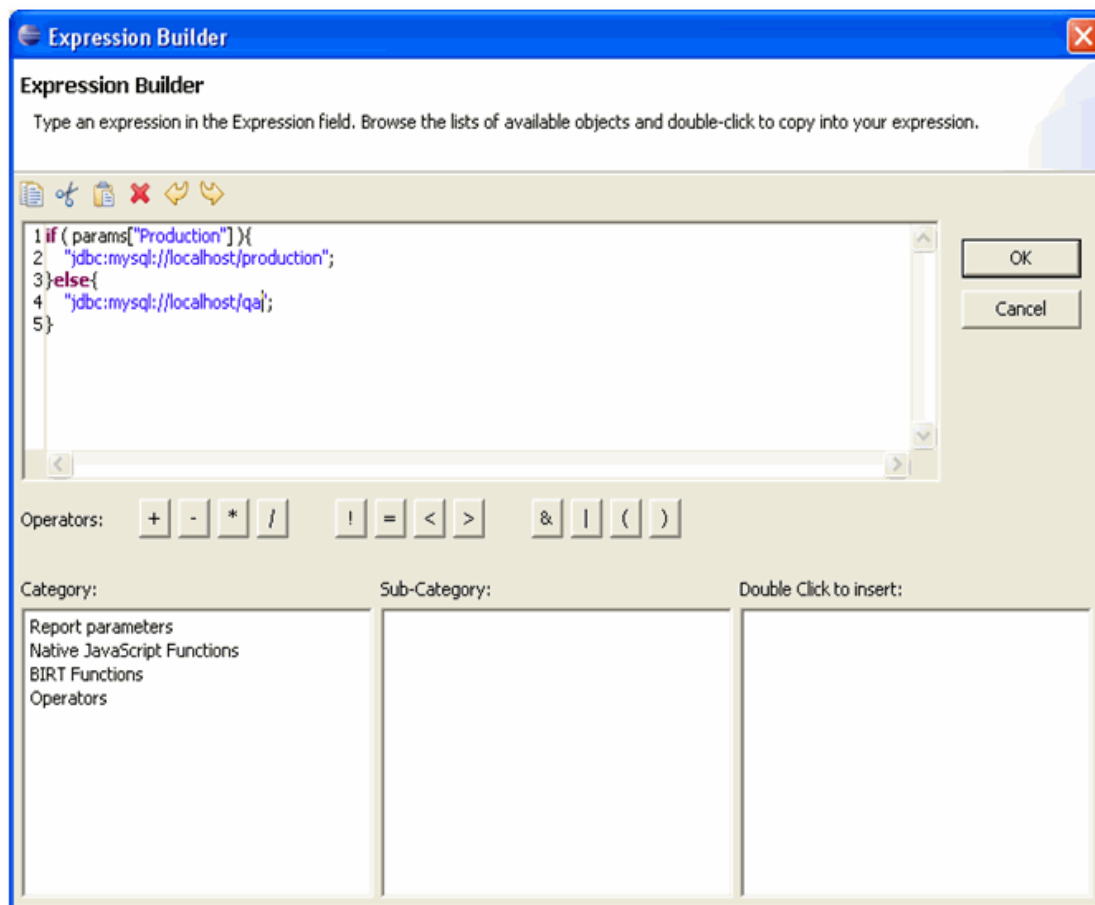 Expression Builder
Expression Builder
Type an expression in the Expression field. Browse the lists of available objects and double-click to copy into your expression.
1 if ( params["Production"] ){
2 "jdbc:mysql://localhost/production";
3 }else{
4 "jdbc:mysql://localhost/qa";
5 }
OK
Cancel
Operators: + - * / ! = < > & | ( )
Category: Sub-Category: Double Click to insert:
Report parameters
Native JavaScript Functions
BIRT Functions
Operators